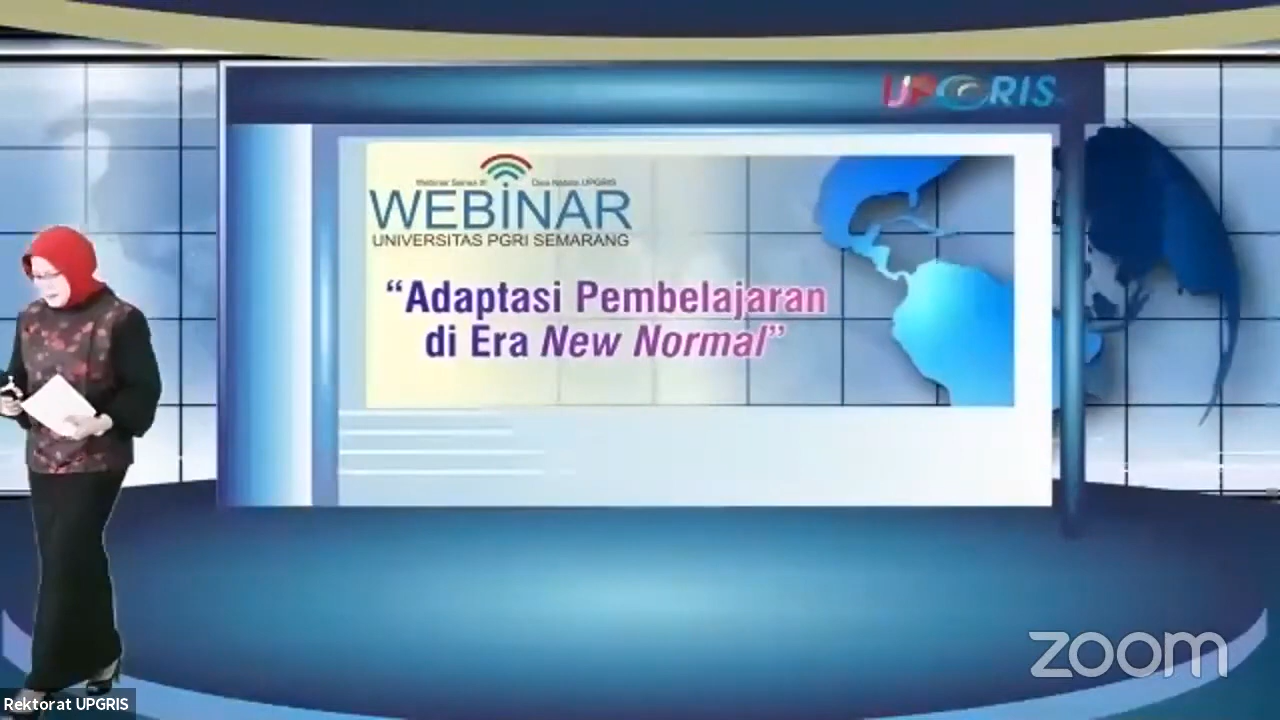 UPGRIS
WEBINAR
UNIVERSITAS PGRI SEMARANG
“Adaptasi Pembelajaran
di Era New Normal”
zoom
Rektorat UPGRIS